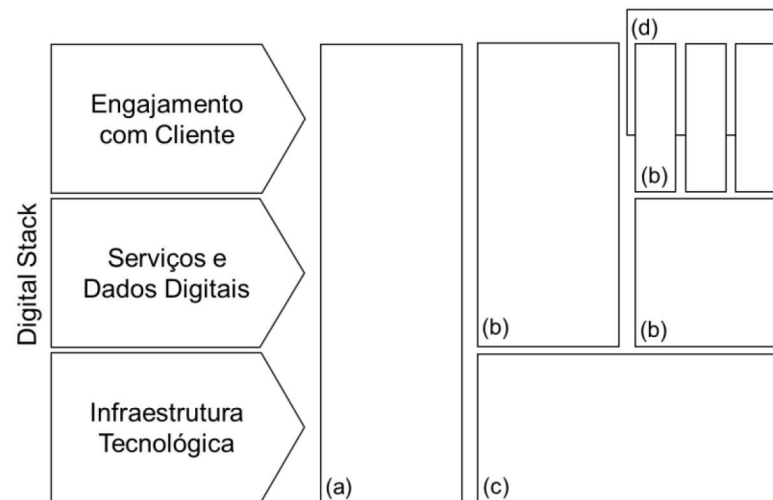 Digital Stack
Engajamento
com Cliente
Serviços e
Dados Digitais
Infraestrutura
Tecnológica
(a)
(b)
(c)
(d)
(b)
(b)